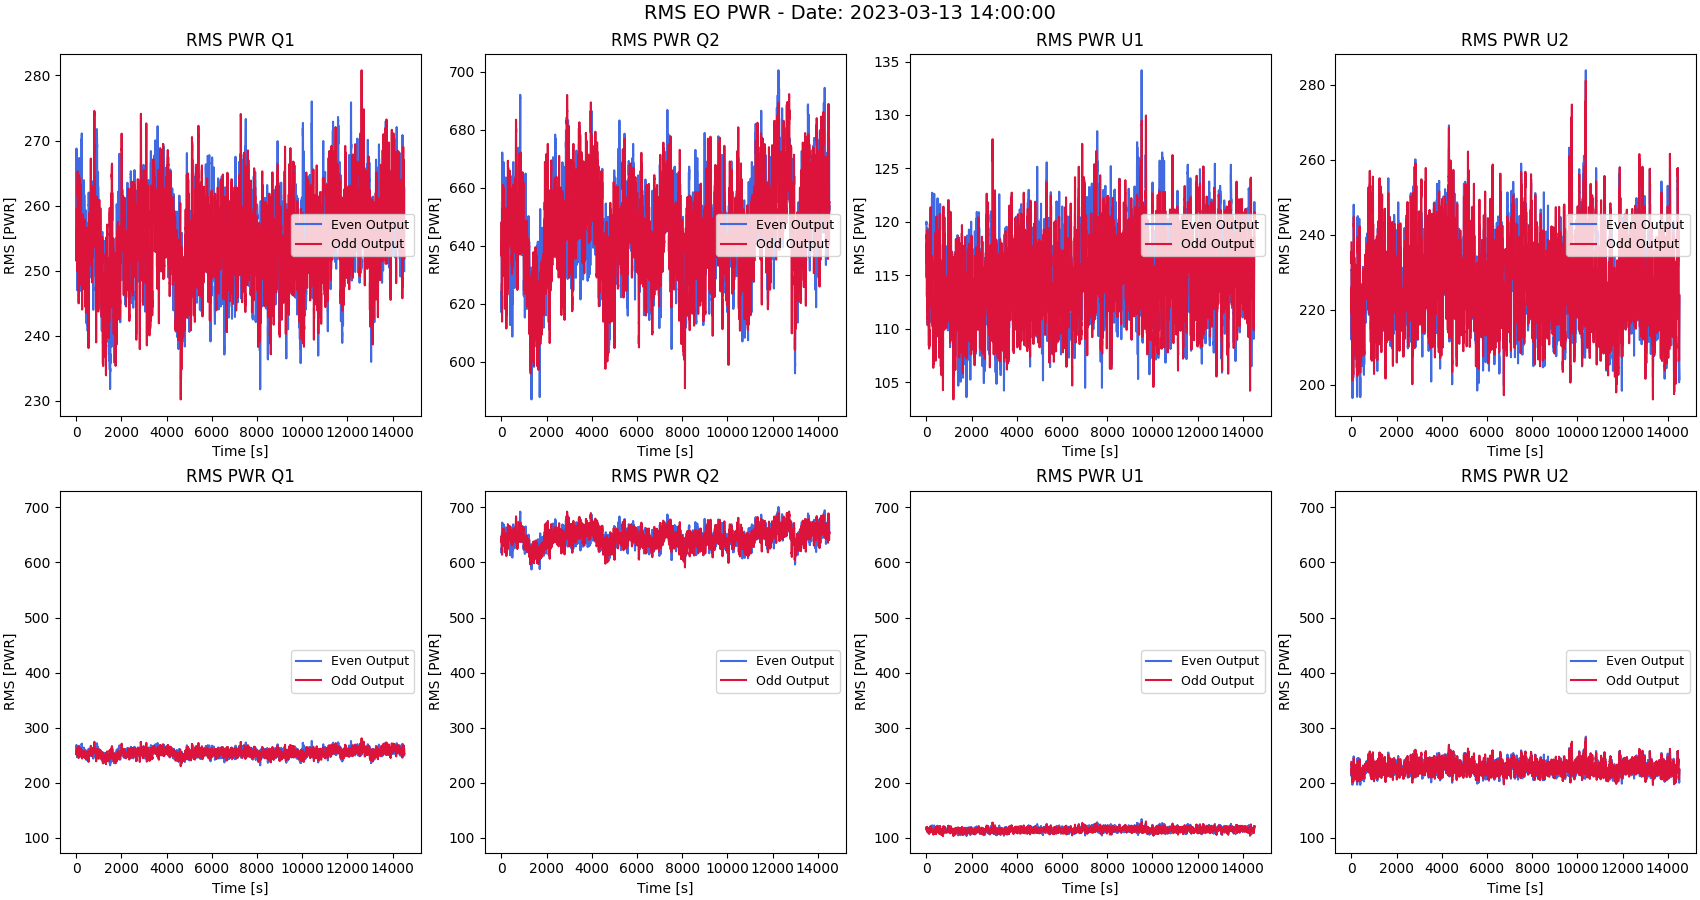 RMS EO PWR - Date: 2023-03-13 14:00:00
RMS PWR Q1
RMS [PWR]
280
270
260
250
240
230
Even Output
Odd Output
0 2000 4000 6000 8000 10000 12000 14000
Time [s]
RMS PWR Q2
RMS [PWR]
700
680
660
640
620
600
Even Output
Odd Output
0 2000 4000 6000 8000 10000 12000 14000
Time [s]
RMS PWR U1
RMS [PWR]
135
130
125
120
115
110
105
Even Output
Odd Output
0 2000 4000 6000 8000 10000 12000 14000
Time [s]
RMS PWR U2
RMS [PWR]
280
260
240
220
200
Even Output
Odd Output
0 2000 4000 6000 8000 10000 12000 14000
Time [s]
RMS PWR Q1
RMS [PWR]
700
600
500
400
300
200
100
Even Output
Odd Output
0 2000 4000 6000 8000 10000 12000 14000
Time [s]
RMS PWR Q2
RMS [PWR]
700
600
500
400
300
200
100
Even Output
Odd Output
0 2000 4000 6000 8000 10000 12000 14000
Time [s]
RMS PWR U1
RMS [PWR]
700
600
500
400
300
200
100
Even Output
Odd Output
0 2000 4000 6000 8000 10000 12000 14000
Time [s]
RMS PWR U2
RMS [PWR]
700
600
500
400
300
200
100
Even Output
Odd Output
0 2000 4000 6000 8000 10000 12000 14000
Time [s]